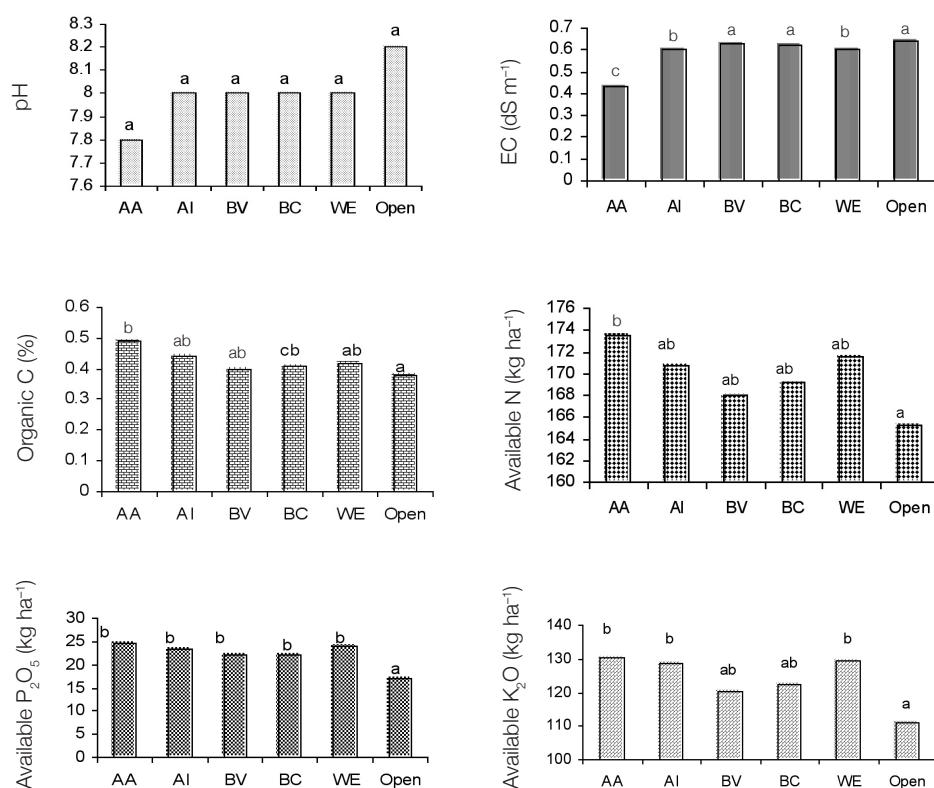 pH
8.3
8.2
8.1
8
7.9
7.8
7.7
7.6
a
a
a
a
a
a
AA AI BV BC WE Open
EC (dS m⁻¹)
0.7
0.6
0.5
0.4
0.3
0.2
0.1
0
c
b
a
a
b
a
AA AI BV BC WE Open
Organic C (%)
0.6
0.5
0.4
0.3
0.2
0.1
0
b
ab
ab
cb
ab
a
AA AI BV BC WE Open
Available N (kg ha⁻¹)
176
174
172
170
168
166
164
162
160
b
ab
ab
ab
ab
a
AA AI BV BC WE Open
Available P₂O₅ (kg ha⁻¹)
30
25
20
15
10
5
0
b
b
b
b
b
a
AA AI BV BC WE Open
Available K₂O (kg ha⁻¹)
140
130
120
110
100
b
b
ab
ab
b
a
AA AI BV BC WE Open